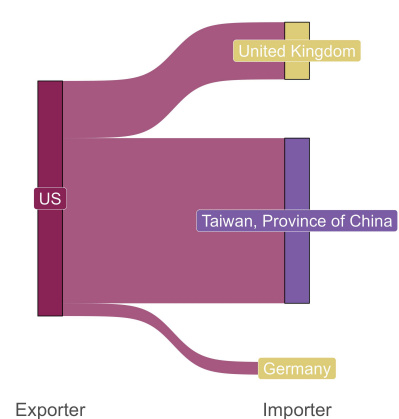 United Kingdom
US
Taiwan, Province of China
Germany
Exporter
Importer